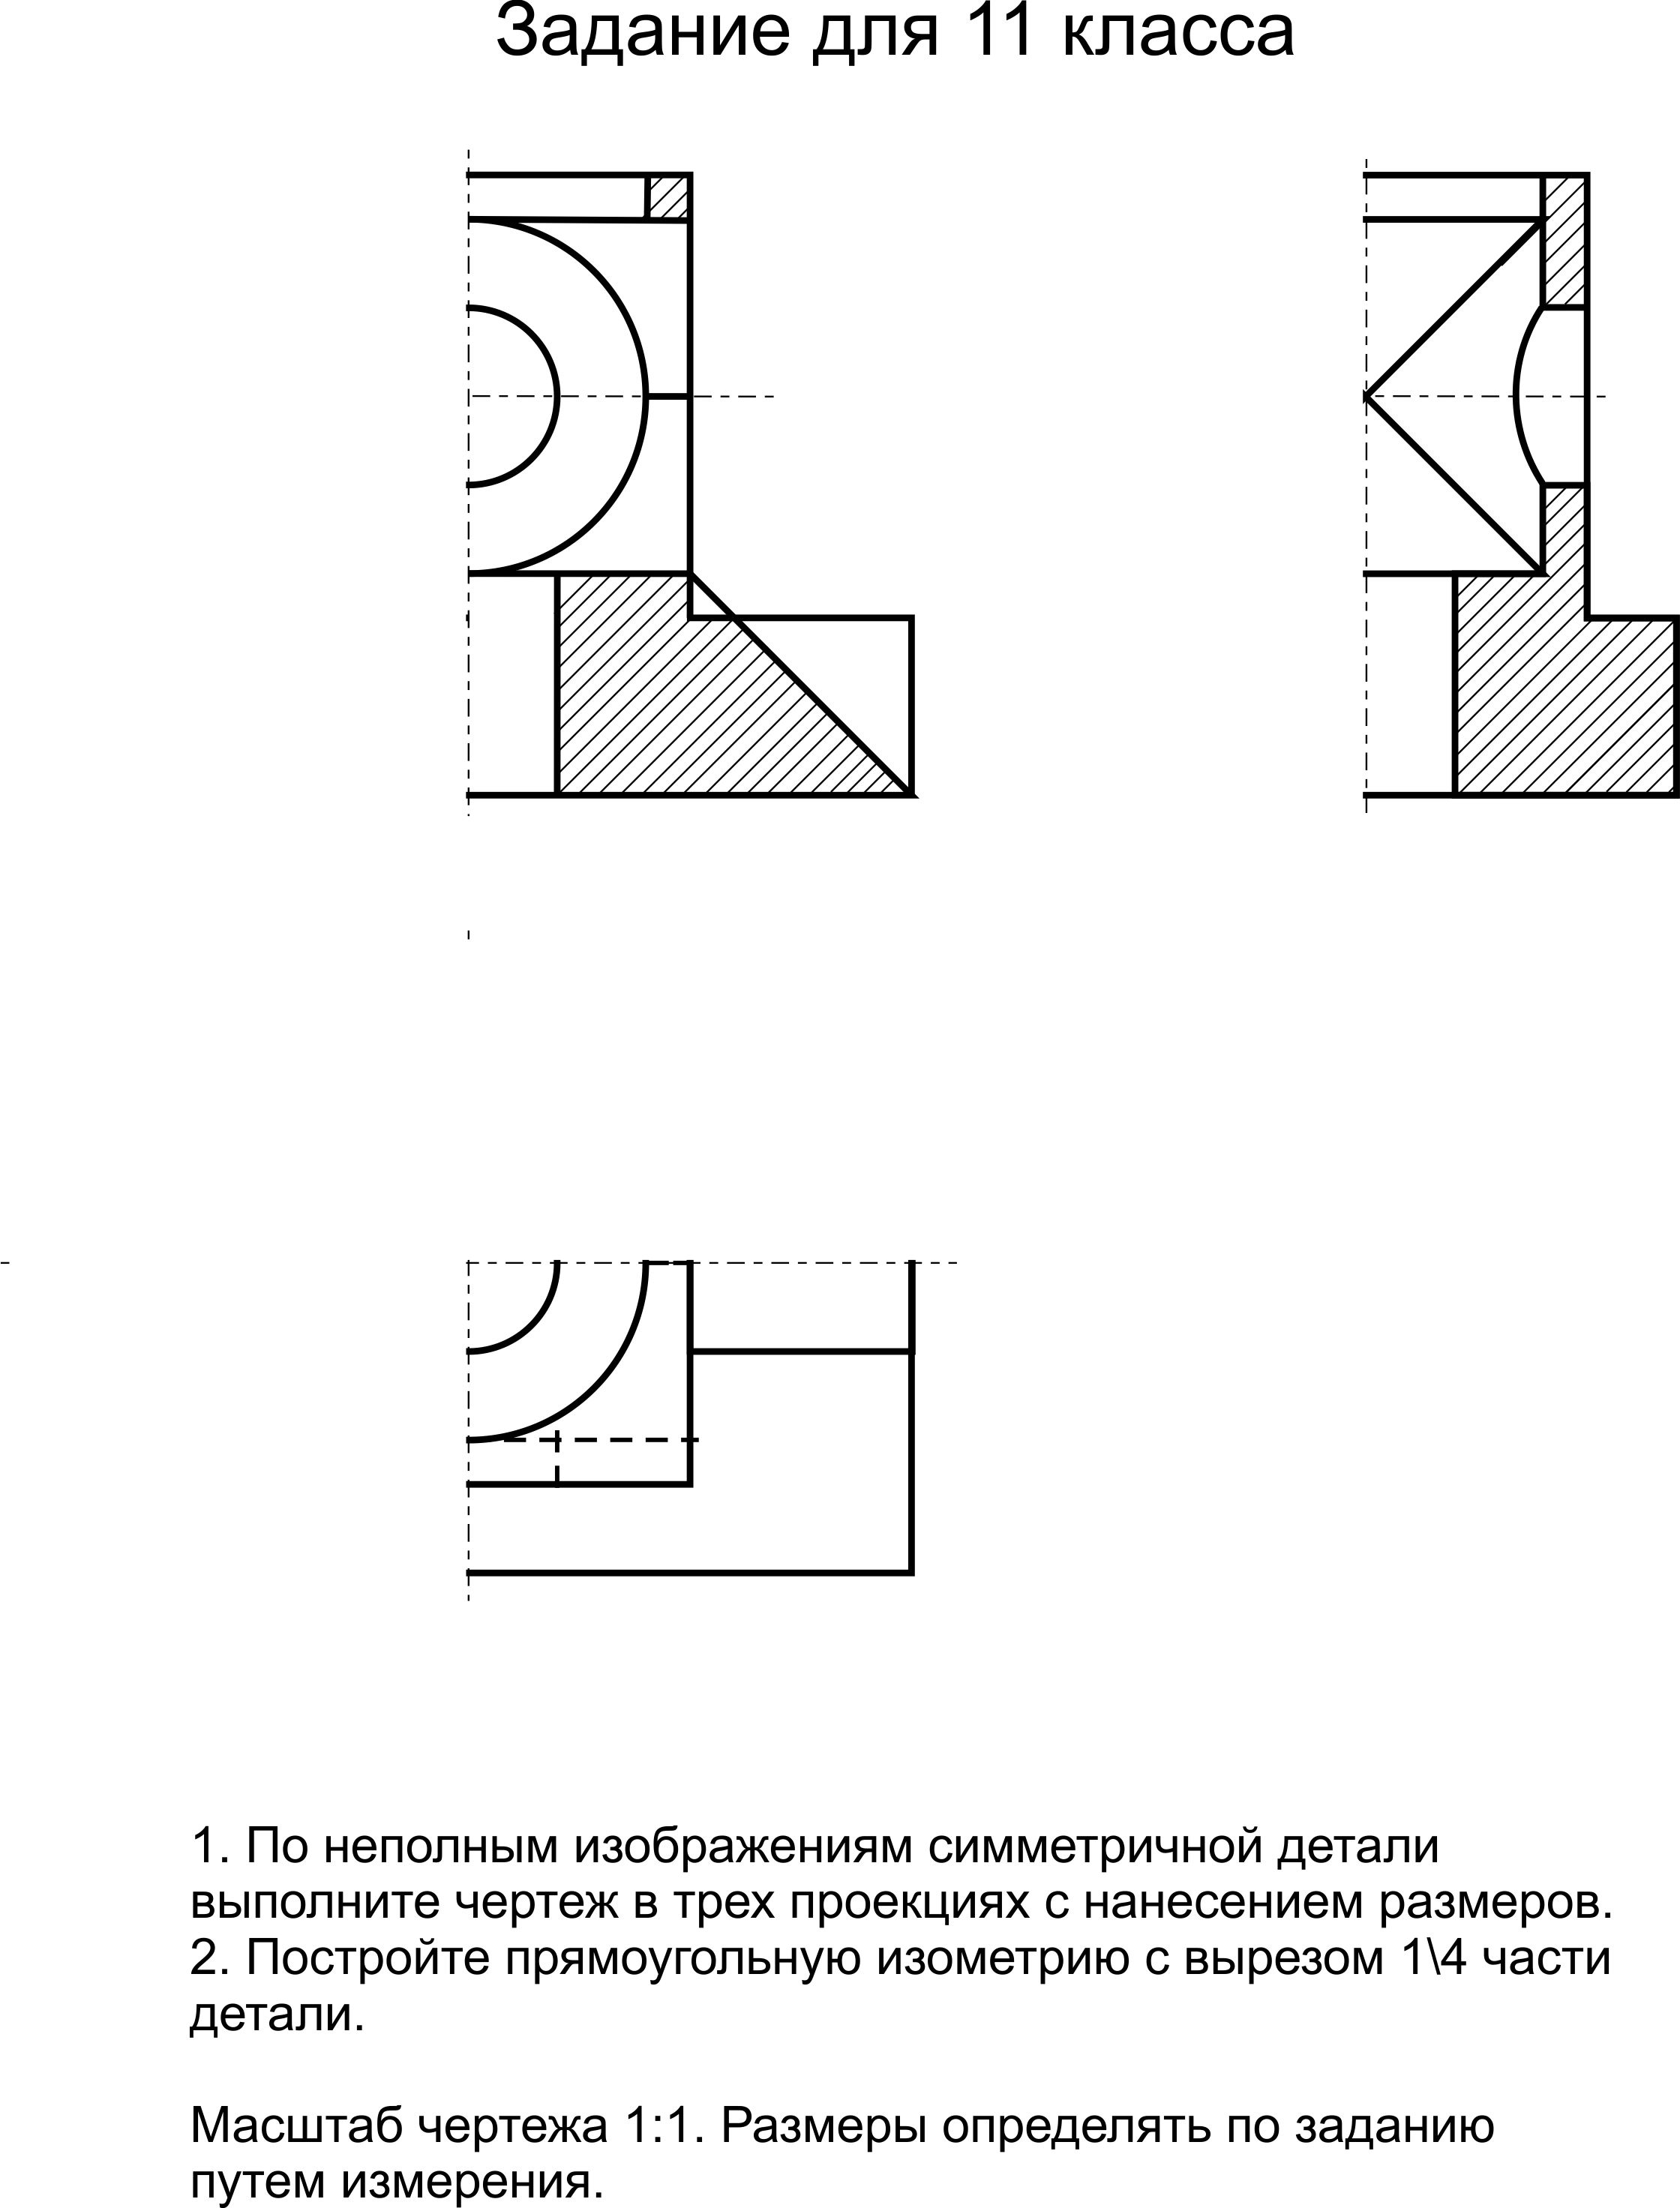 Задание для 11 класса
1. По неполным изображениям симметричной детали
выполните чертеж в трех проекциях с нанесением размеров.
2. Постройте прямоугольную изометрию с вырезом 1\4 части
детали.
Масштаб чертежа 1:1. Размеры определять по заданию
путем измерения.